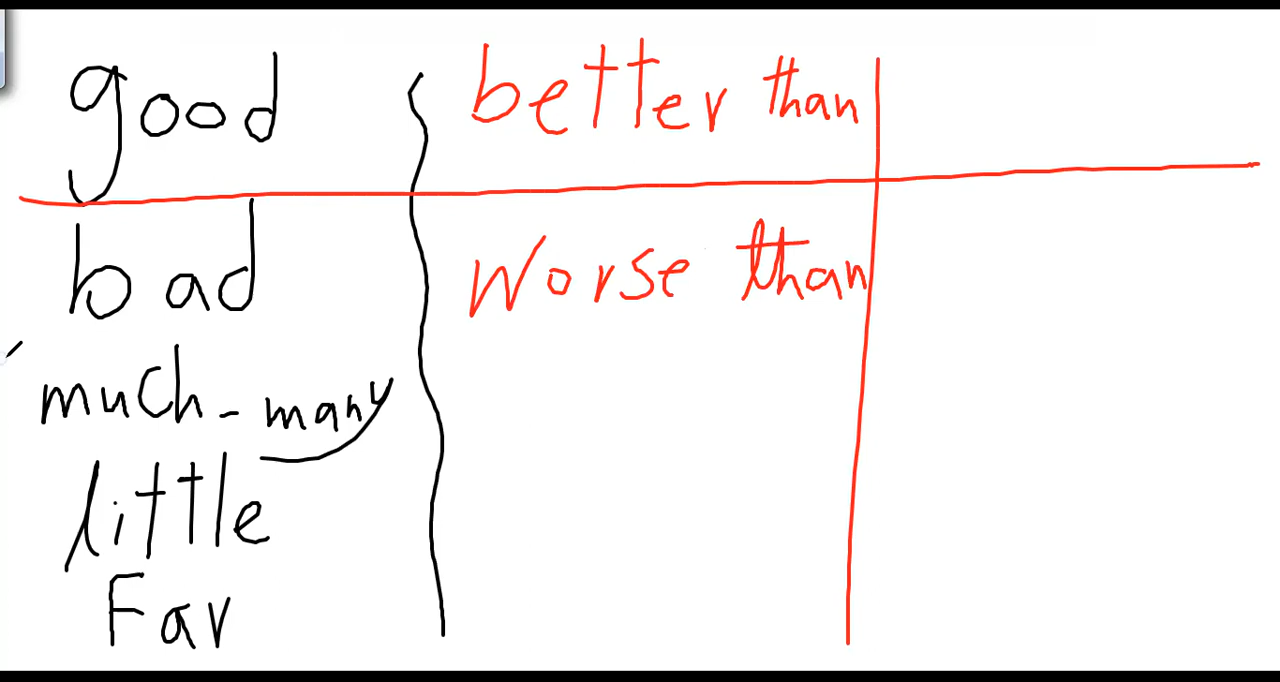 good better than
bad worse than
much - many
little
Far